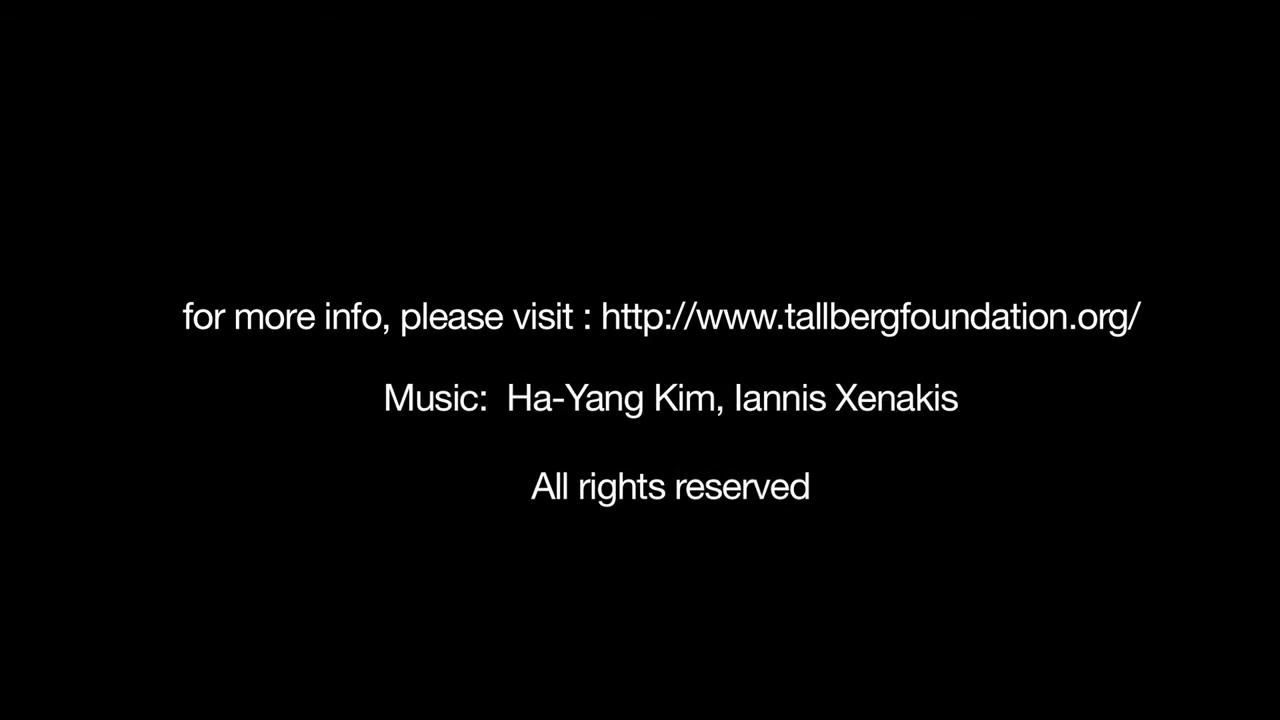 for more info, please visit : http://www.tallbergfoundation.org/
Music:  Ha-Yang Kim, Iannis Xenakis
All rights reserved